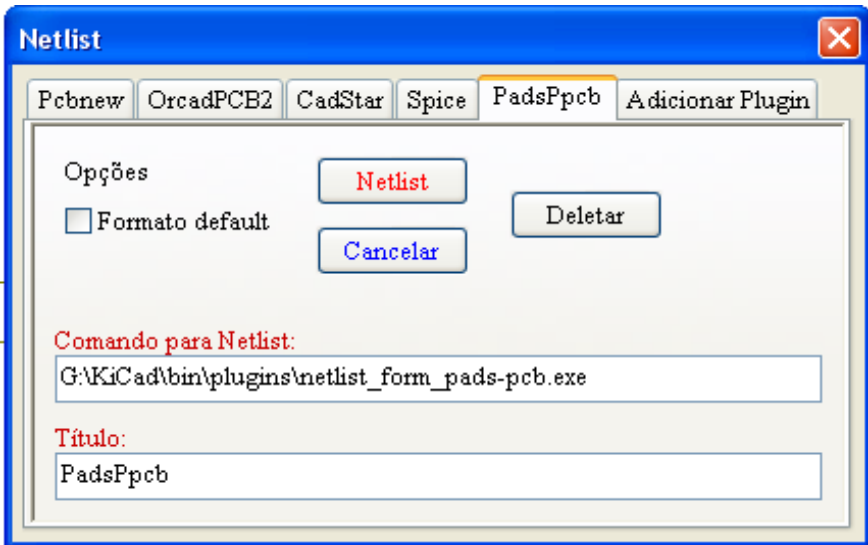 Netlist
Pcbnew OrcadPCB2 CadStar Spice PadsPpcb Adicionar Plugin
Opções
Netlist
Formato default
Deletar
Cancelar
Comando para Netlist:
G:\KiCad\bin\plugins\netlist_form_pads-pcb.exe
Título:
PadsPpcb